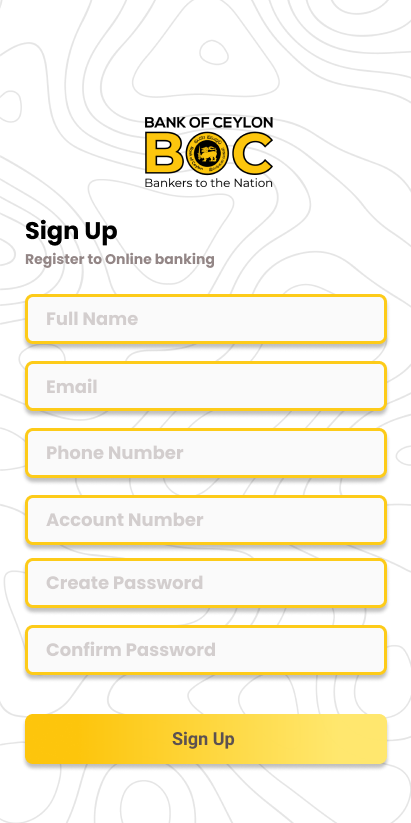 BANK OF CEYLON
BOC
Bankers to the Nation
Sign Up
Register to Online banking
Full Name
Email
Phone Number
Account Number
Create Password
Confirm Password
Sign Up